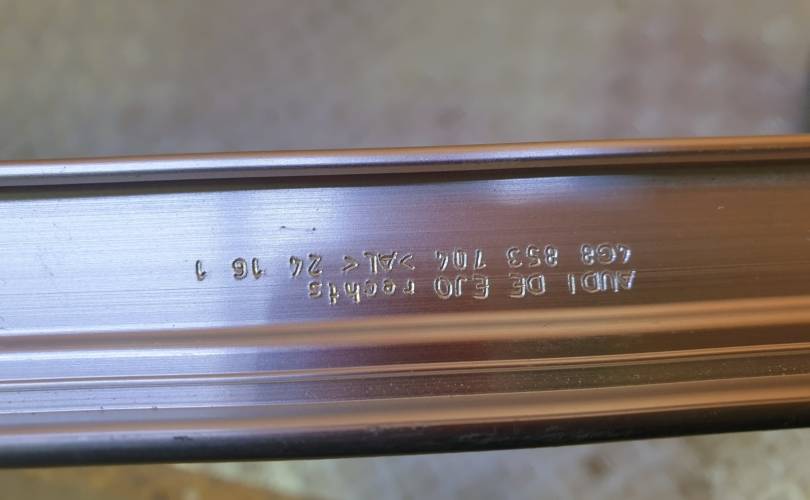 AUDI DE EJO rechts
4G8 853 704 >AL< 24 16 1